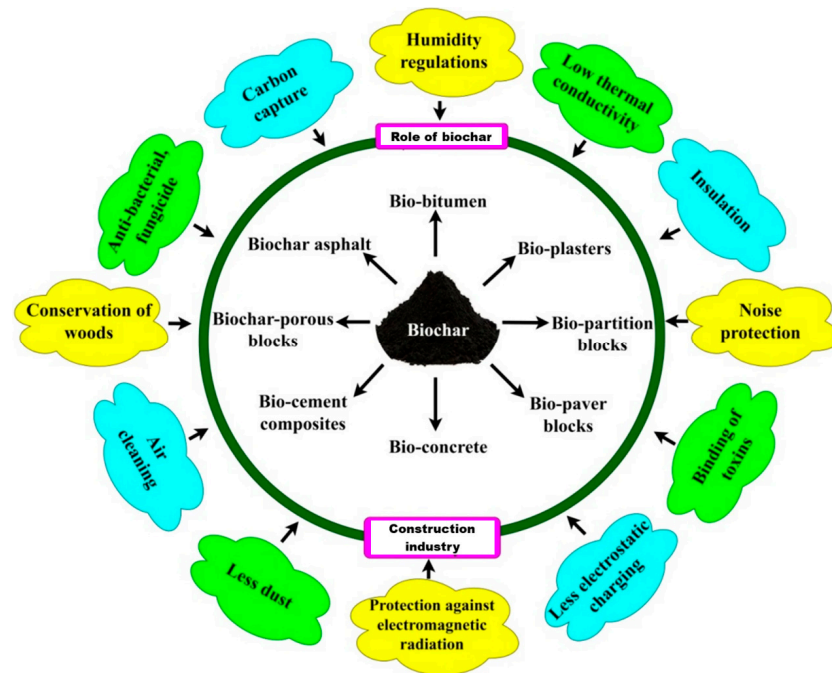 Humidity
regulations
Low thermal
conductivity
Insulation
Noise
protection
Binding of
toxins
Less electrostatic
charging
Protection against
electromagnetic
radiation
Less dust
Air
cleaning
Conservation of
woods
Anti-bacterial,
fungicide
Carbon
capture
Role of biochar
Bio-bitumen
Bio-plasters
Bio-partition
blocks
Bio-paver
blocks
Bio-concrete
Bio-cement
composites
Biochar-porous
blocks
Biochar asphalt
Biochar
Construction
industry